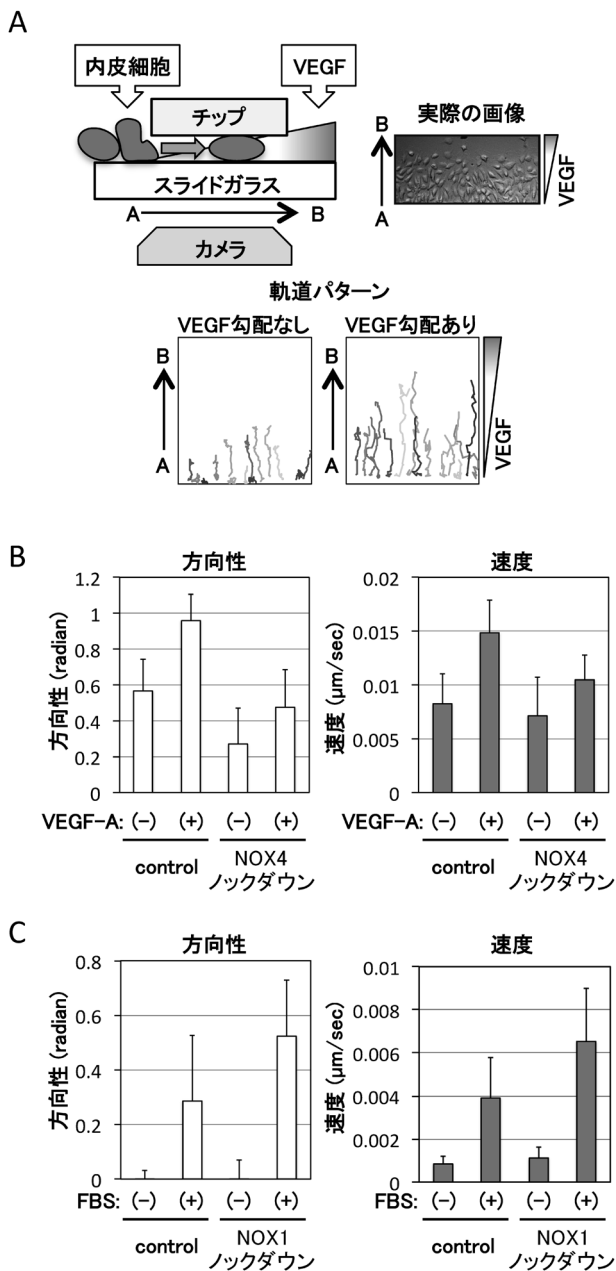 A
内皮細胞
VEGF
チップ
スライドガラス
A
B
カメラ
実際の画像
B
A
VEGF
軌道パターン
VEGF勾配なし
VEGF勾配あり
B
A
B
A
VEGF
B
方向性
方向性 (radian)
1.2
1
0.8
0.6
0.4
0.2
0
VEGF-A: (-) (+) (-) (+)
control
NOX4
ノックダウン
速度
速度 (μm/sec)
0.02
0.015
0.01
0.005
0
VEGF-A: (-) (+) (-) (+)
control
NOX4
ノックダウン
C
方向性
方向性 (radian)
0.8
0.6
0.4
0.2
0
FBS: (-) (+) (-) (+)
control
NOX1
ノックダウン
速度
速度 (μm/sec)
0.01
0.008
0.006
0.004
0.002
0
FBS: (-) (+) (-) (+)
control
NOX1
ノックダウン